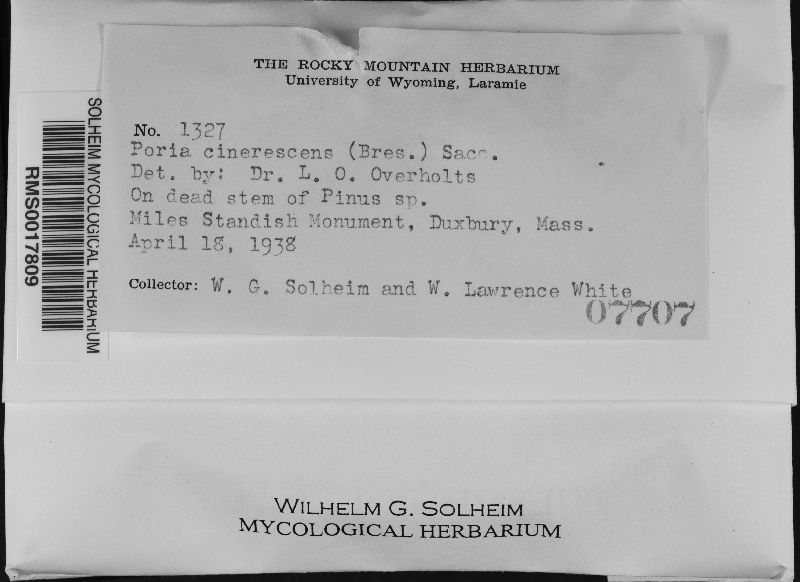 THE ROCKY MOUNTAIN HERBARIUM
University of Wyoming, Laramie
No. 1327
Poria cinerescens (Bres.) Sacc.
Det. by: Dr. L. O. Overholts
On dead stem of Pinus sp.
Miles Standish Monument, Duxbury, Mass.
April 18, 1938
Collector: W. G. Solheim and W. Lawrence White
07707
SOLHEIM MYCOLOGICAL HERBARIUM
RMS0017809
WILHELM G. SOLHEIM
MYCOLOGICAL HERBARIUM